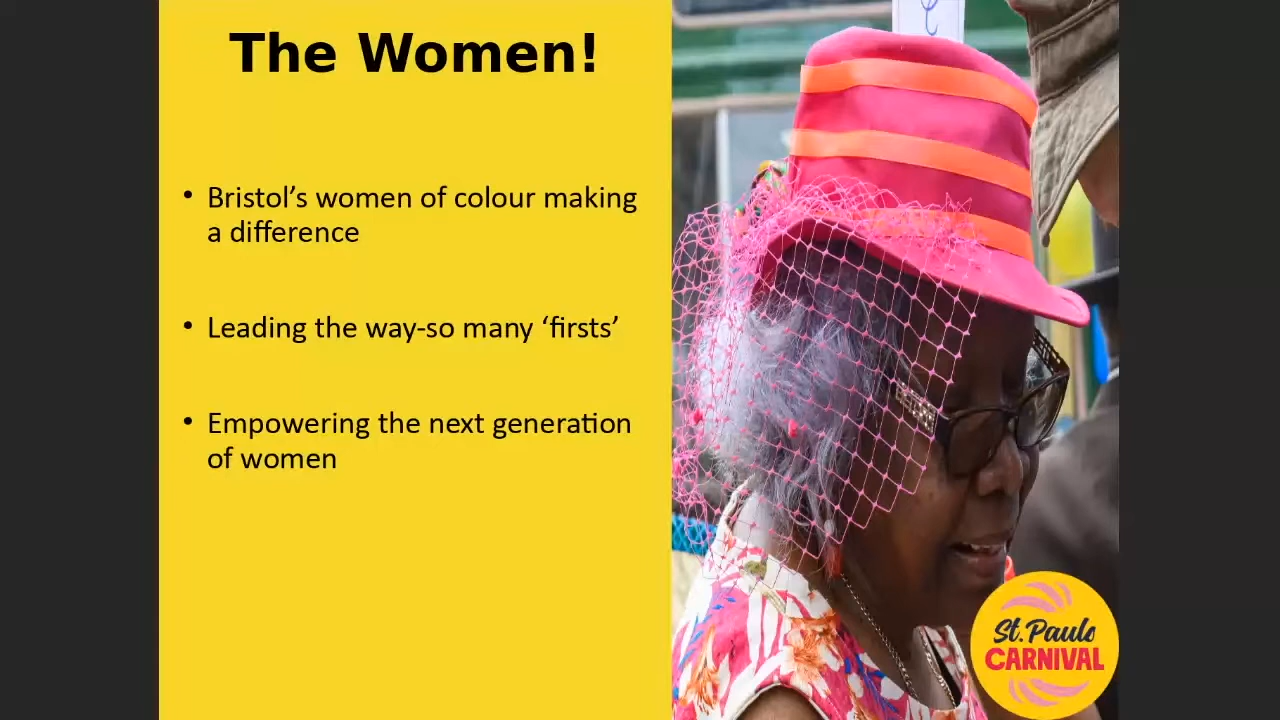 The Women!
• Bristol’s women of colour making
a difference
• Leading the way-so many ‘firsts’
• Empowering the next generation
of women
St. Pauls
CARNIVAL